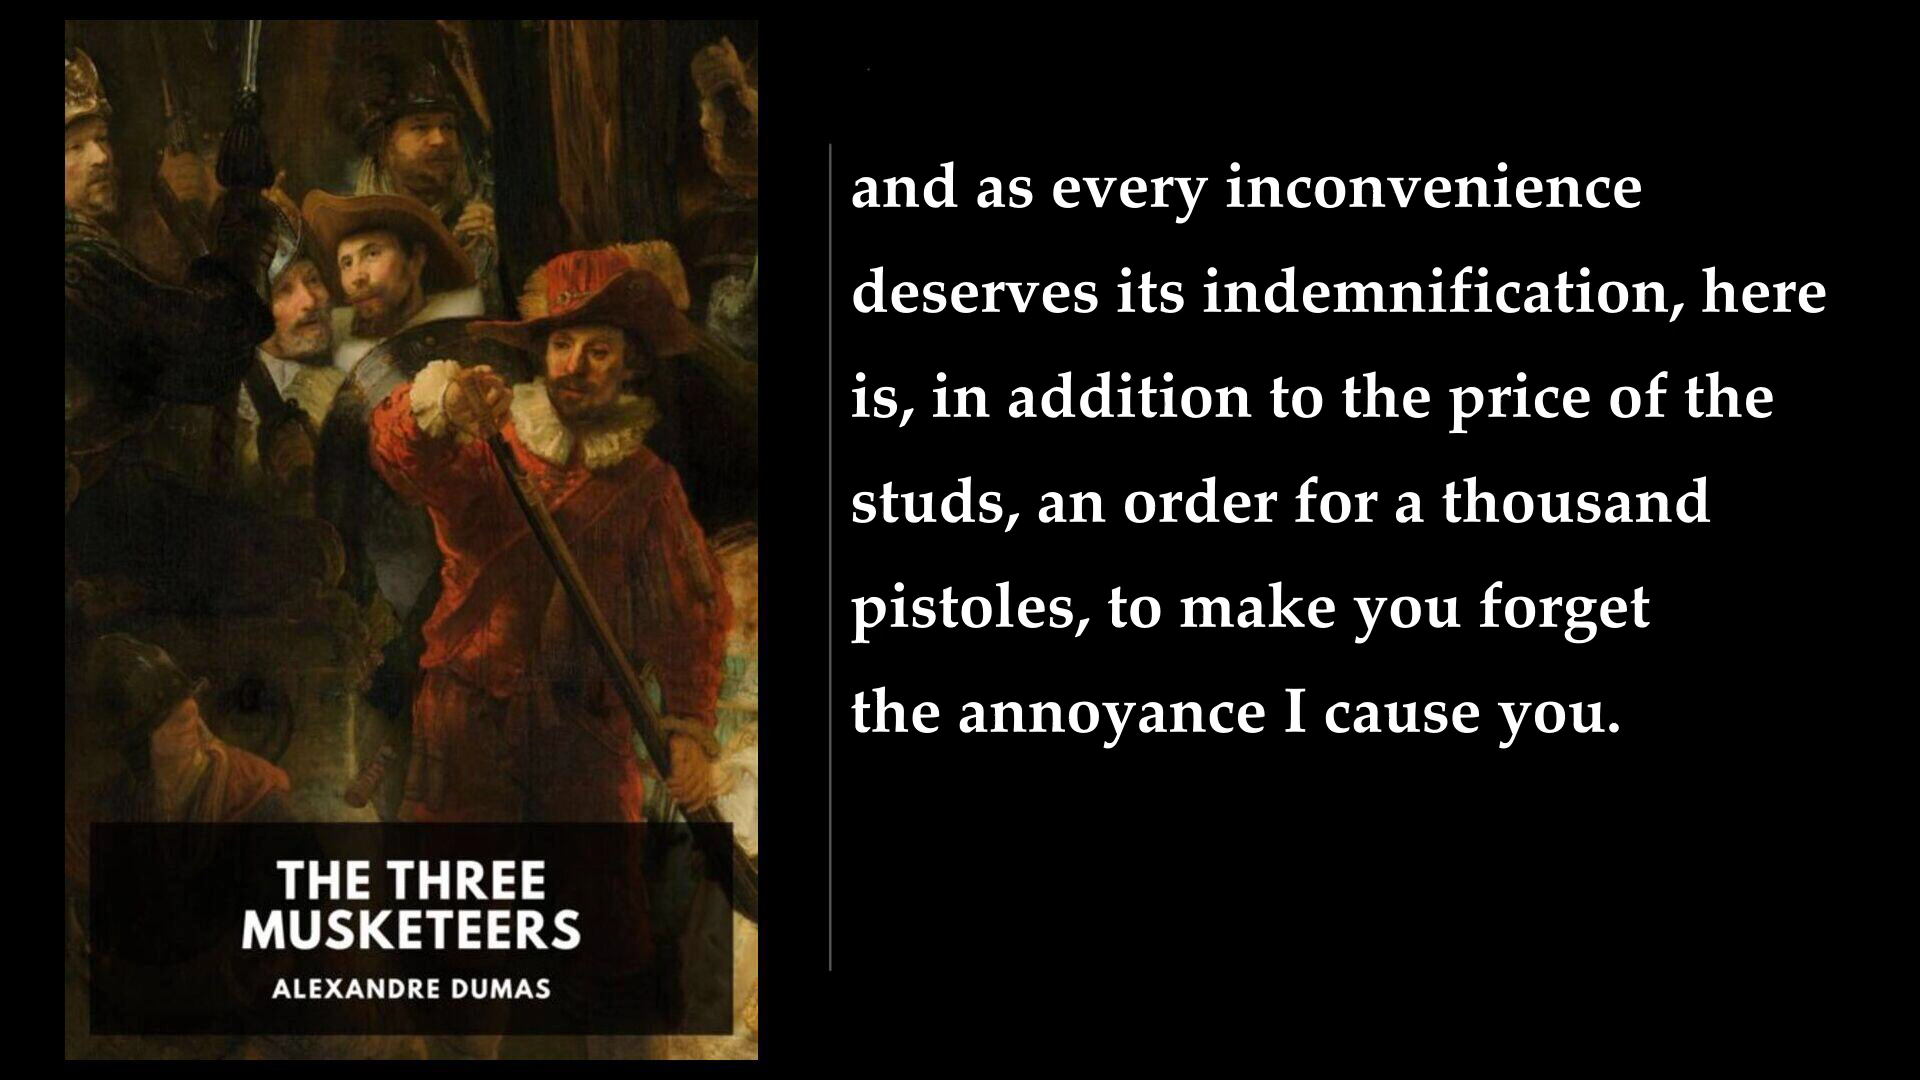 THE THREE
MUSKETEERS
ALEXANDRE DUMAS
and as every inconvenience
deserves its indemnification, here
is, in addition to the price of the
studs, an order for a thousand
pistoles, to make you forget
the annoyance I cause you.